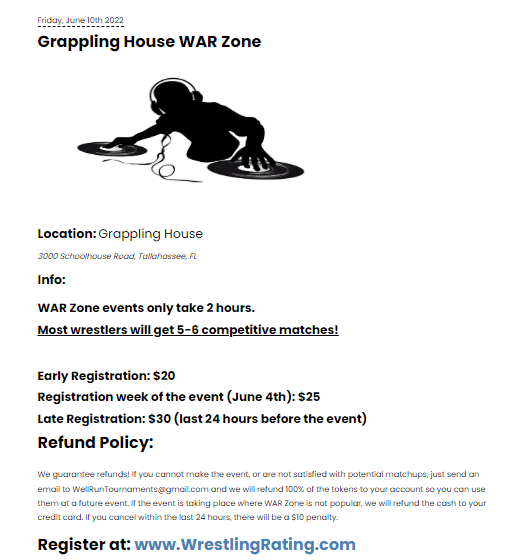 Friday, June 10th 2022
Grappling House WAR Zone
Location: Grappling House
3000 Schoolhouse Road, Tallahassee, FL
Info:
WAR Zone events only take 2 hours.
Most wrestlers will get 5-6 competitive matches!
Early Registration: $20
Registration week of the event (June 4th): $25
Late Registration: $30 (last 24 hours before the event)
Refund Policy:
We guarantee refunds! If you cannot make the event, or are not satisfied with potential matchups, just send an
email to WellRunTournaments@gmail.com and we will refund 100% of the tokens to your account so you can use
them at a future event. If the event is taking place where WAR Zone is not popular, we will refund the cash to your
credit card. If you cancel within the last 24 hours, there will be a $10 penalty.
Register at: www.WrestlingRating.com